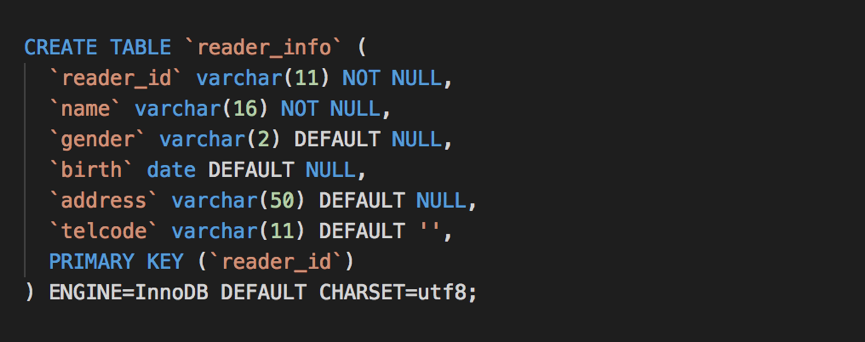 CREATE TABLE `reader_info` (
`reader_id` varchar(11) NOT NULL,
`name` varchar(16) NOT NULL,
`gender` varchar(2) DEFAULT NULL,
`birth` date DEFAULT NULL,
`address` varchar(50) DEFAULT NULL,
`telcode` varchar(11) DEFAULT '',
PRIMARY KEY (`reader_id`)
) ENGINE=InnoDB DEFAULT CHARSET=utf8;